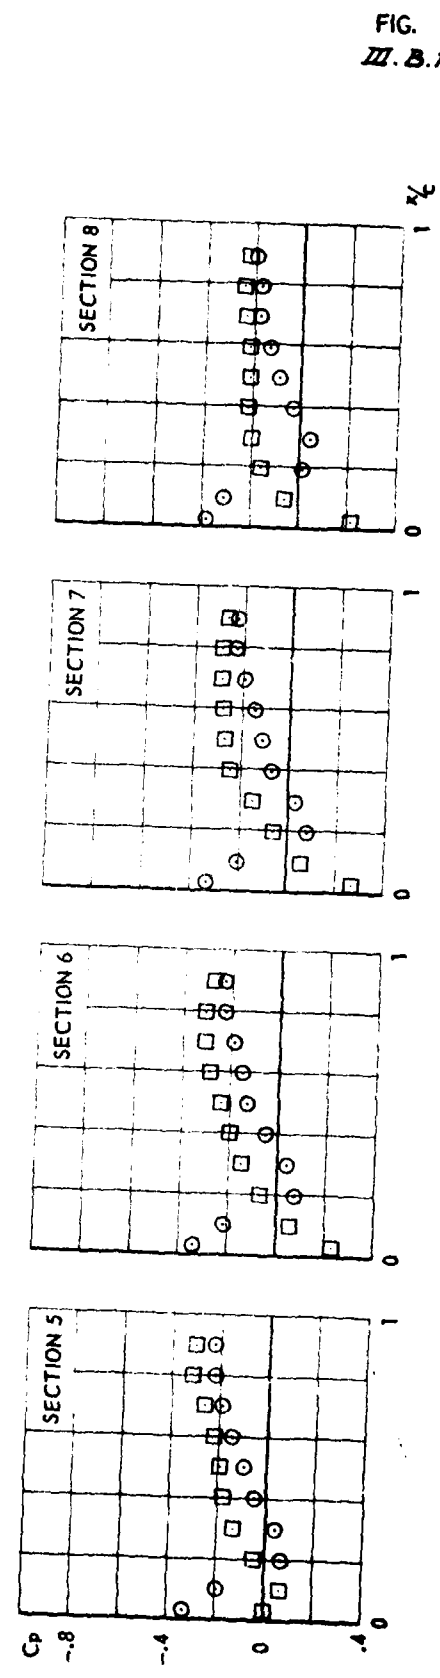 FIG.
III. B.
x/c
SECTION 8
0
1
SECTION 7
0
1
SECTION 6
0
1
SECTION 5
Cp
-.8
-.4
0
.4
0
1